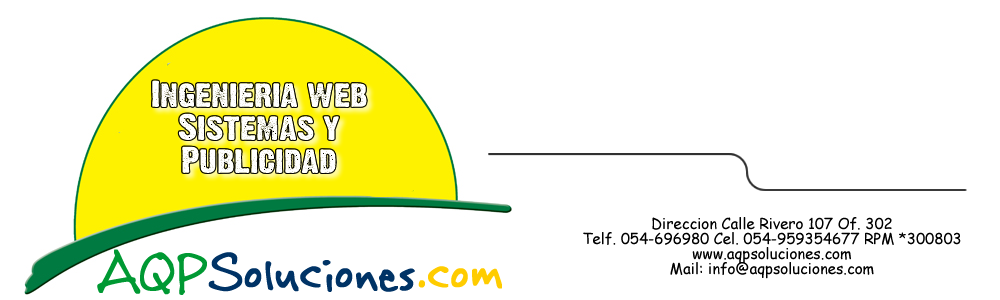 INGENIERIA WEB
SISTEMAS Y
PUBLICIDAD
AQPSoluciones.com
Direccion Calle Rivero 107 Of. 302
Telf. 054-696980 Cel. 054-959354677 RPM *300803
www.aqpsoluciones.com
Mail: info@aqpsoluciones.com